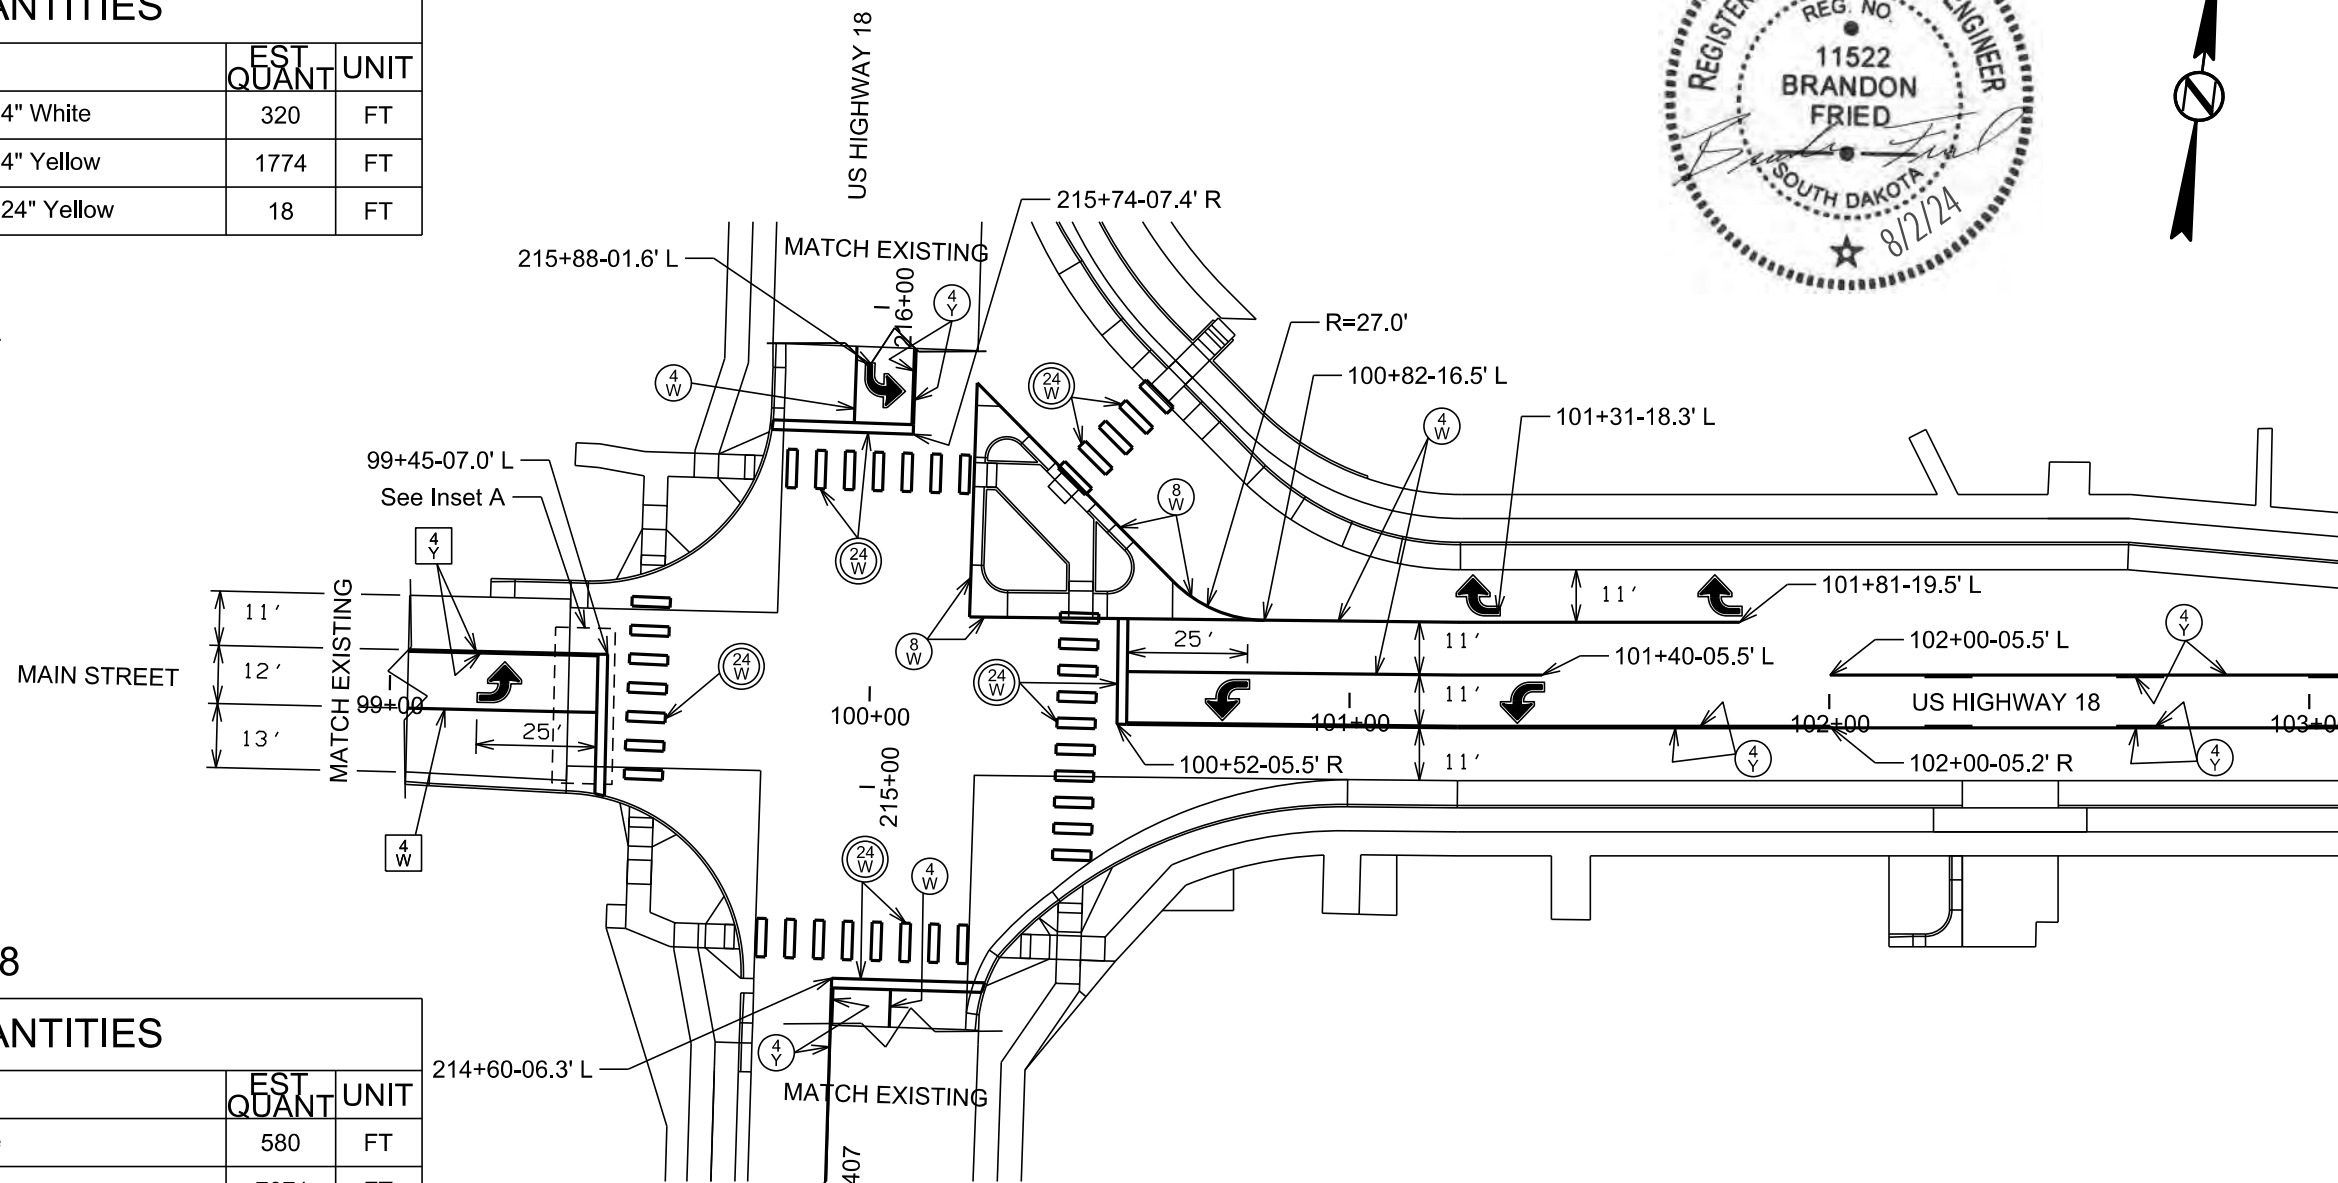 ANTITIES
EST
QUANT
UNIT
4" White
320
FT
4" Yellow
1774
FT
24" Yellow
18
FT
US HIGHWAY 18
REG. NO.
11522
BRANDON
FRIED
SOUTH DAKOTA
ENGINEER
8/2/24
N
215+74-07.4' R
215+88-01.6' L
MATCH EXISTING
216+00
4
Y
R=27.0'
4
W
24
W
100+82-16.5' L
101+31-18.3' L
4
W
99+45-07.0' L
See Inset A
8
W
4
Y
24
W
11'
11'
101+81-19.5' L
MATCH EXISTING
8
W
25'
11'
102+00-05.5' L
4
Y
MAIN STREET
12'
24
W
24
W
101+40-05.5' L
99+00
100+00
11'
101+00
102+00
US HIGHWAY 18
103+0
13'
25'
215+00
100+52-05.5' R
11'
4
Y
102+00-05.2' R
4
Y
4
W
24
W
4
W
8
214+60-06.3' L
4
Y
MATCH EXISTING
407
ANTITIES
EST
QUANT
UNIT
580
FT